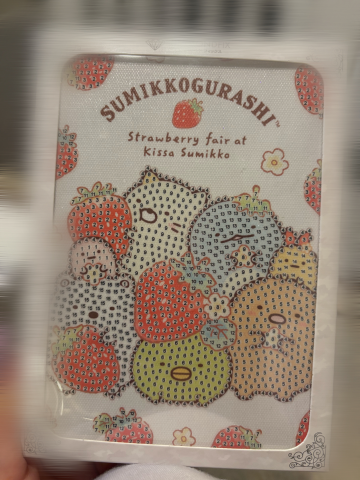 SUMIKKOGURASHI
Strawberry fair at
Kissa Sumikko